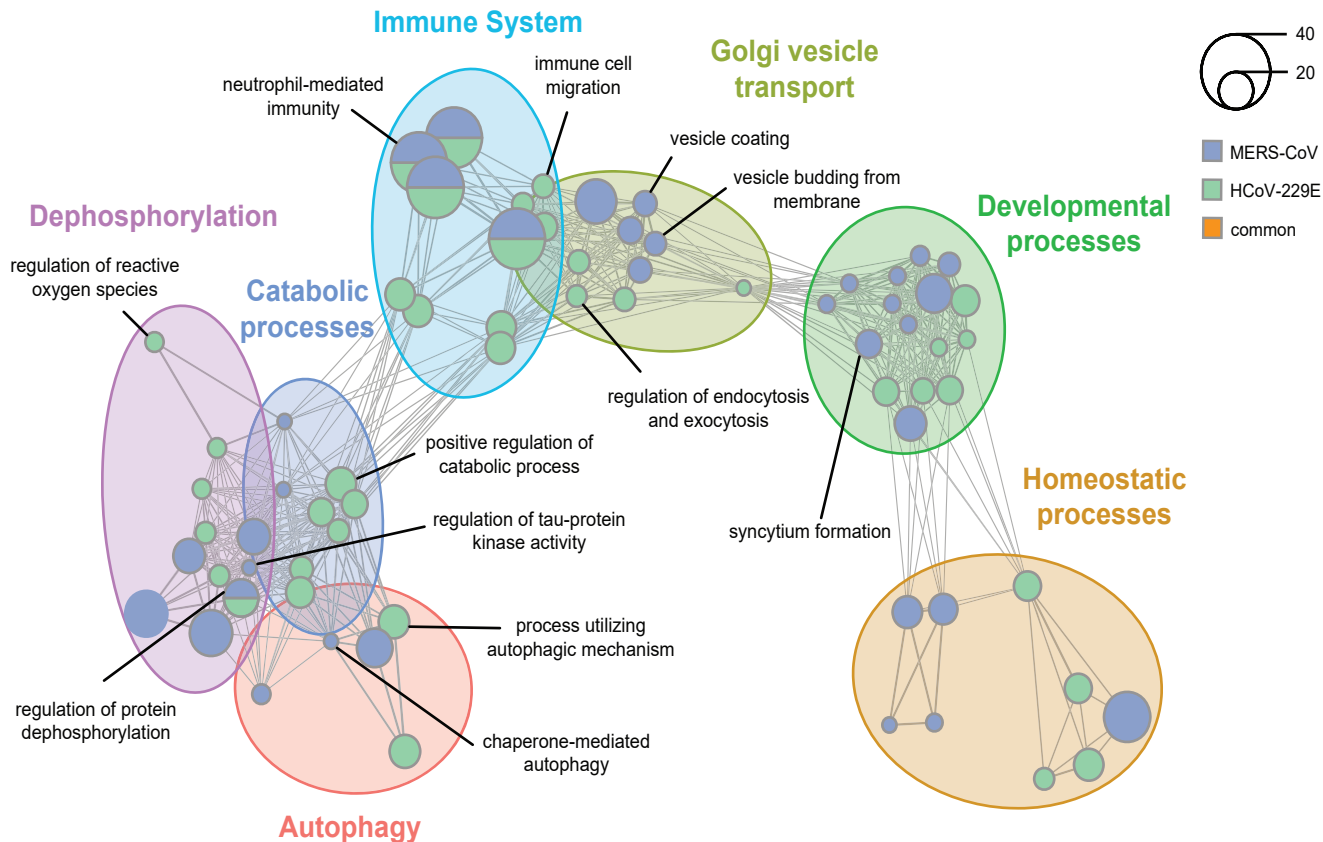 Immune System
neutrophil-mediated
immunity
immune cell
migration
Golgi vesicle
transport
vesicle coating
vesicle budding from
membrane
40
20
MERS-CoV
HCoV-229E
common
Dephosphorylation
regulation of reactive
oxygen species
Catabolic
processes
Developmental
processes
regulation of endocytosis
and exocytosis
positive regulation of
catabolic process
regulation of tau-protein
kinase activity
syncytium formation
Homeostatic
processes
process utilizing
autophagic mechanism
regulation of protein
dephosphorylation
chaperone-mediated
autophagy
Autophagy